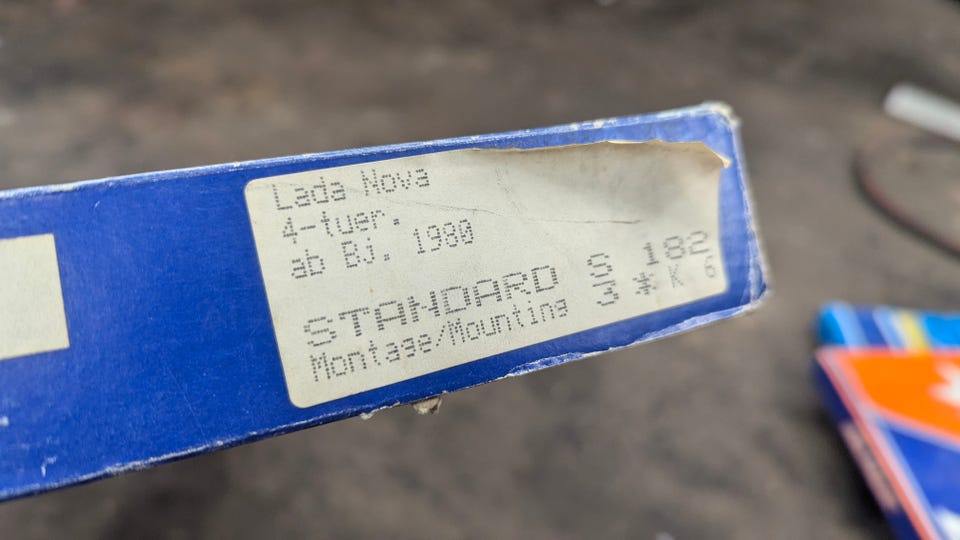 Lada Nova
4-tuer.
ab Bj. 1980
STANDARD S 182
Montage/Mounting 3 * K 6